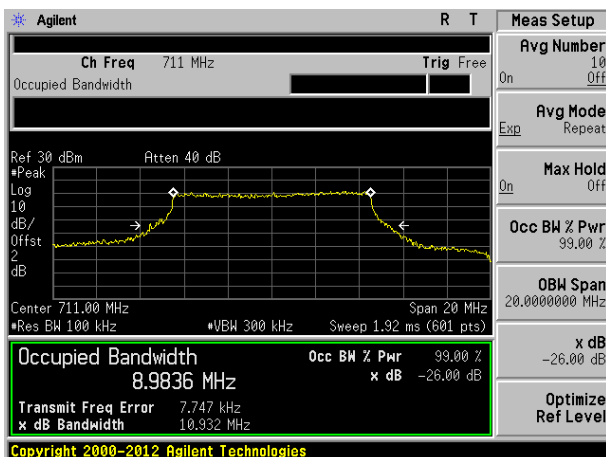 Agilent R T
Ch Freq 711 MHz Trig Free
Occupied Bandwidth
Ref 30 dBm Atten 40 dB
#Peak
Log
10
dB/
Offst
2
dB
Center 711.00 MHz Span 20 MHz
#Res BW 100 kHz #VBW 300 kHz Sweep 1.92 ms (601 pts)
Occupied Bandwidth Occ BW % Pwr 99.00 %
8.9836 MHz x dB -26.00 dB
Transmit Freq Error 7.747 kHz
x dB Bandwidth 10.932 MHz
Copyright 2000-2012 Agilent Technologies
Meas Setup
Avg Number
10
On Off
Avg Mode
Exp Repeat
Max Hold
On Off
Occ BW % Pwr
99.00 %
OBW Span
20.0000000 MHz
x dB
-26.00 dB
Optimize
Ref Level